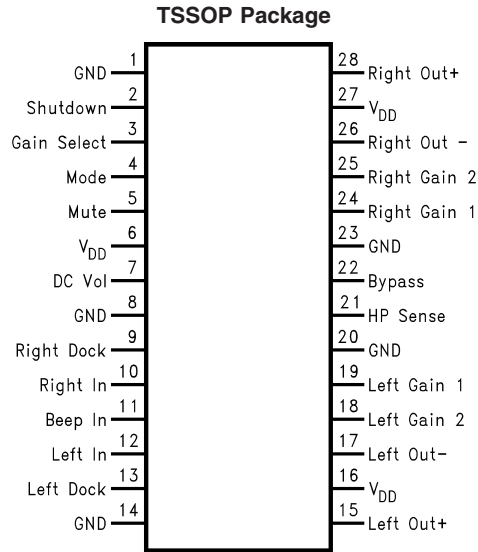 TSSOP Package
GND 1
Shutdown 2
Gain Select 3
Mode 4
Mute 5
VDD 6
DC Vol 7
GND 8
Right Dock 9
Right In 10
Beep In 11
Left In 12
Left Dock 13
GND 14
28 Right Out+
27 VDD
26 Right Out -
25 Right Gain 2
24 Right Gain 1
23 GND
22 Bypass
21 HP Sense
20 GND
19 Left Gain 1
18 Left Gain 2
17 Left Out-
16 VDD
15 Left Out+